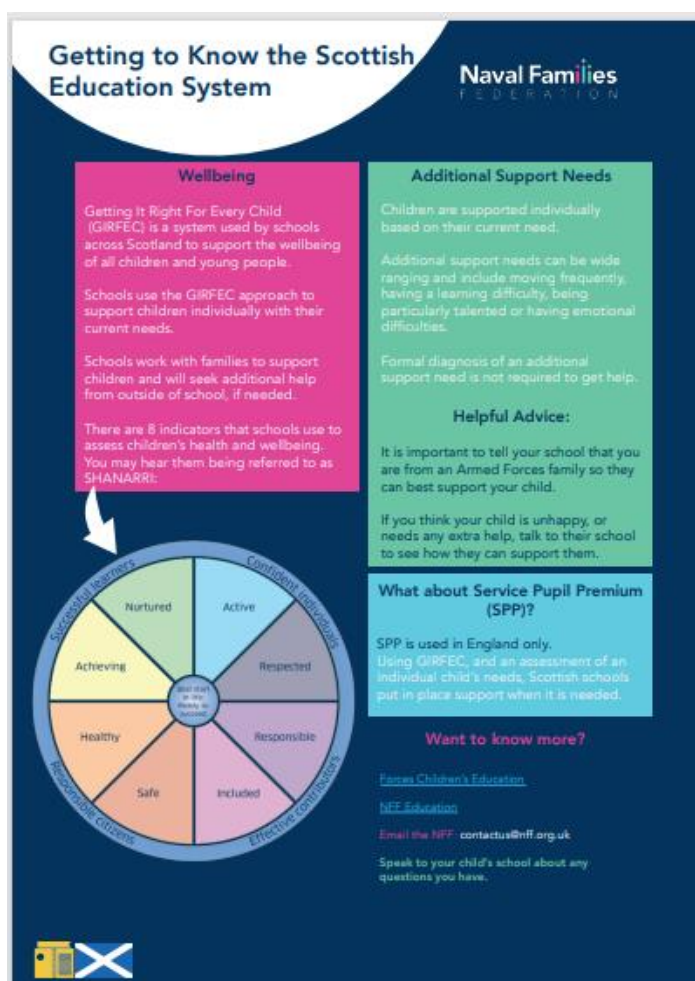 Getting to Know the Scottish
Education System
Naval Families
FEDERATION
Wellbeing
Getting It Right For Every Child
(GIRFEC) is a system used by schools
across Scotland to support the wellbeing
of all children and young people.
Schools use the GIRFEC approach to
support children individually with their
current needs.
Schools work with families to support
children and will seek additional help
from outside of school, if needed.
There are 8 indicators that schools use to
assess children's health and wellbeing.
You may hear them being referred to as
SHANARRI:
Additional Support Needs
Children are supported individually
based on their current need.
Additional support needs can be wide
ranging and include moving frequently,
having a learning difficulty, being
particularly talented or having emotional
difficulties.
Formal diagnosis of an additional
support need is not required to get help.
Helpful Advice:
It is important to tell your school that you
are from an Armed Forces family so they
can best support your child.
If you think your child is unhappy, or
needs any extra help, talk to their school
to see how they can support them.
What about Service Pupil Premium
(SPP)?
SPP is used in England only.
Using GIRFEC, and an assessment of an
individual child's needs, Scottish schools
put in place support when it is needed.
Want to know more?
Forces Children's Education
NFF Education
Email the NFF contactus@nff.org.uk
Speak to your child's school about any
questions you have.
Successful learners
Confident individuals
Nurtured
Active
Achieving
Respected
Healthy
Responsible
Safe
Included
Responsible citizens
Effective contributors